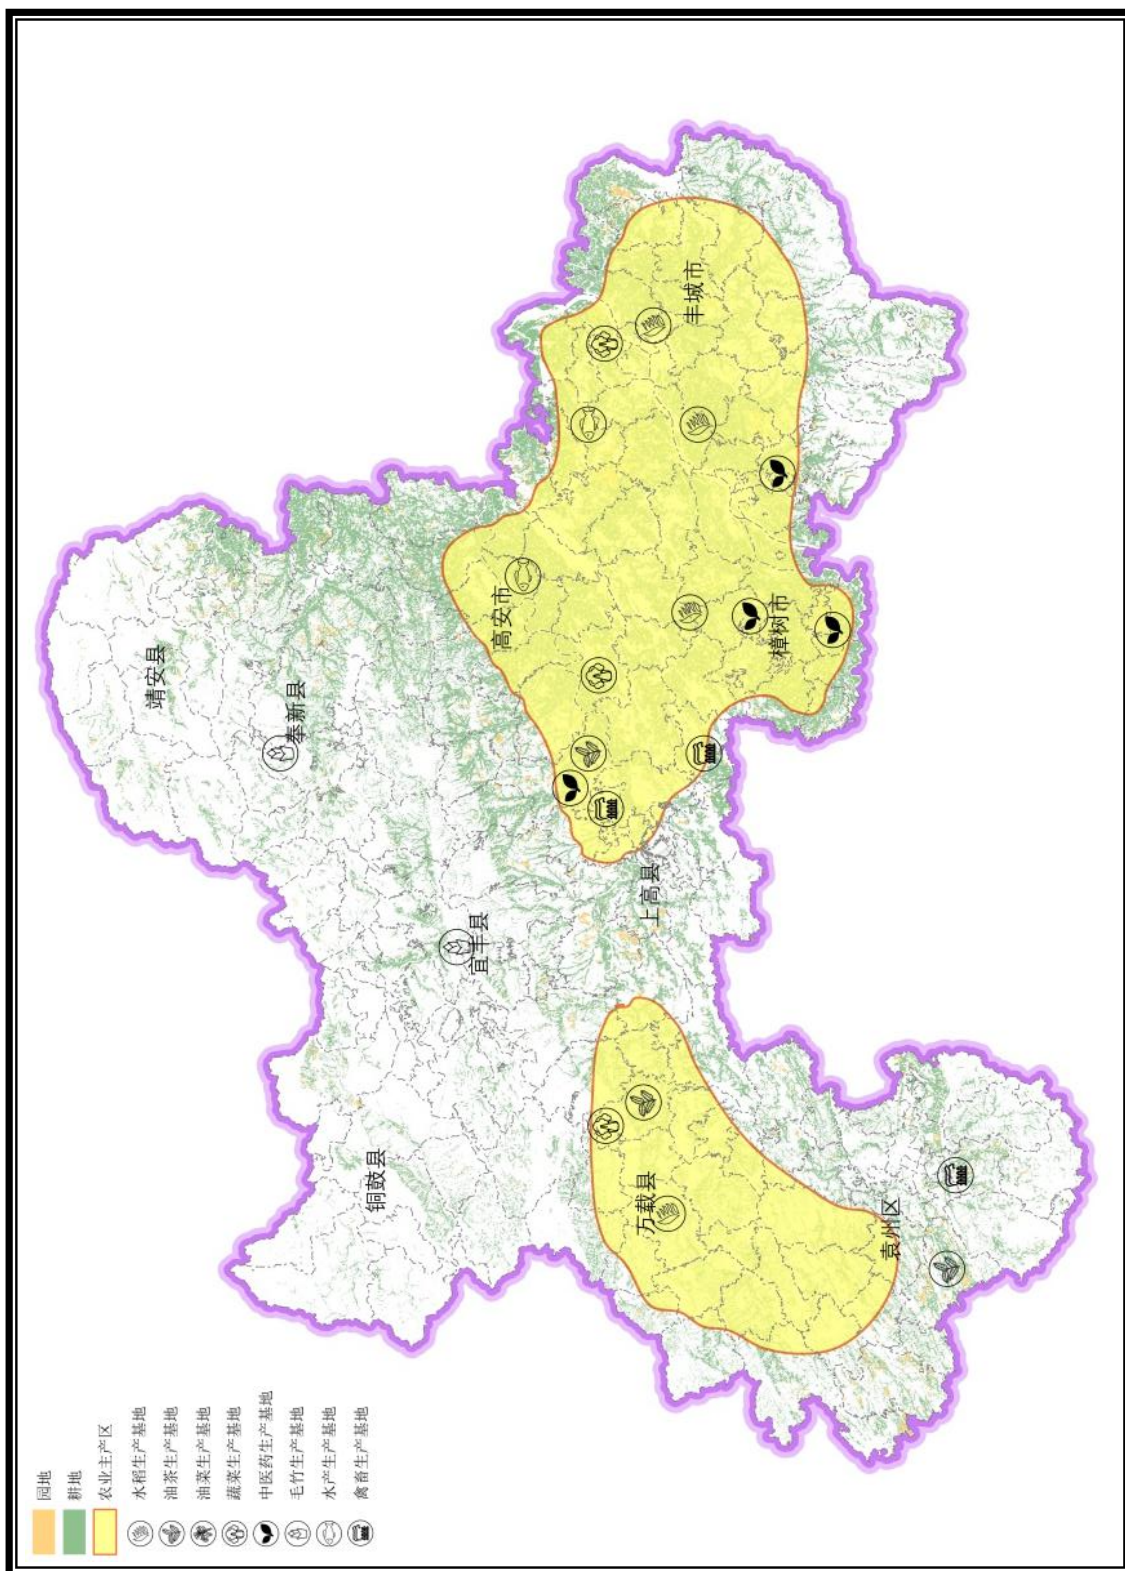 靖安县
奉新县
高安市
丰城市
樟树市
宜丰县
上高县
铜鼓县
万载县
袁州区
园地
耕地
农业主产区
水稻生产基地
油茶生产基地
油菜生产基地
蔬菜生产基地
中医药生产基地
毛竹生产基地
水产生产基地
禽畜生产基地